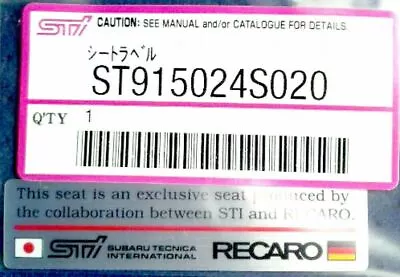 STI CAUTION: SEE MANUAL and/or CATALOGUE FOR DETAILS
シートラベル
ST915024S020
Q'TY 1
This seat is an exclusive seat produced by
the collaboration between STI and RECARO.
STI SUBARU TECNICA INTERNATIONAL RECARO